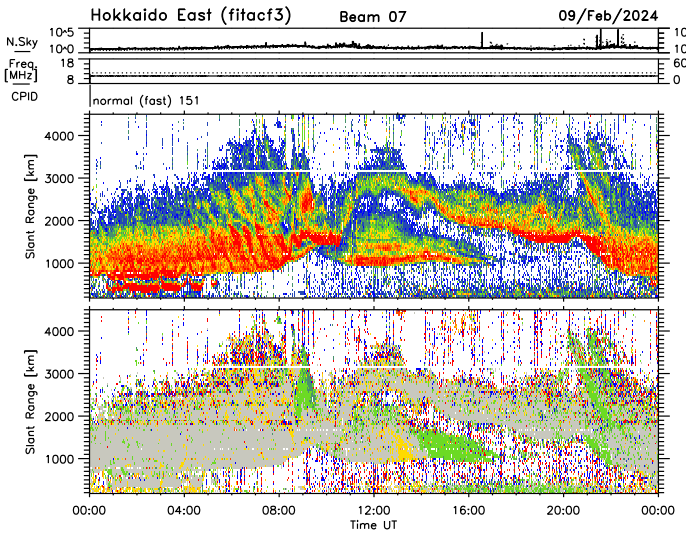 Hokkaido East (fitacf3) Beam 07 09/Feb/2024
N.Sky 10^5 10^0 10^5 10^0
Freq. [MHz] 18 8 60 0
CPID normal (fast) 151
Slant Range [km] 4000 3000 2000 1000
Slant Range [km] 4000 3000 2000 1000
00:00 04:00 08:00 12:00 16:00 20:00 00:00
Time UT